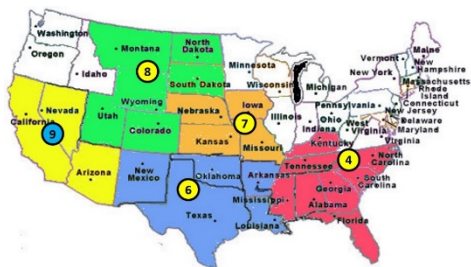 Washington
Oregon
Idaho
Montana
North
Dakota
South Dakota
Minnesota
Wisconsin
Michigan
Maine
Vermont
New
Hampshire
New York
Massachusetts
Rhode
Island
Connecticut
New
Jersey
Delaware
Maryland
Pennsylvania
Ohio
West
Virginia
Virginia
Indiana
Illinois
Iowa
Nebraska
Wyoming
8
7
Nevada
California
9
Utah
Colorado
Kansas
Missouri
Kentucky
4
North
Carolina
Tennessee
South
Carolina
Arizona
New
Mexico
6
Oklahoma
Arkansas
Texas
Louisiana
Mississippi
Alabama
Georgia
Florida